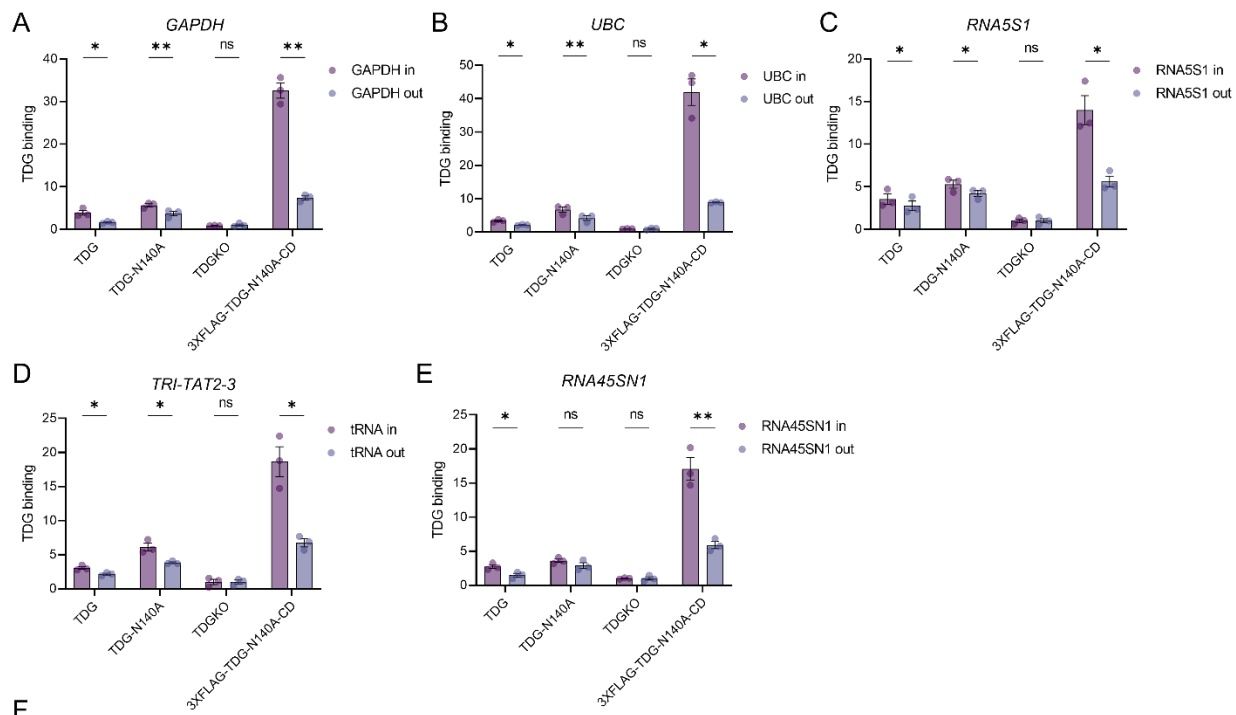 A
GAPDH
* ** ns **
40
30
20
10
0
TDG binding
GAPDH in
GAPDH out
TDG
TDG-N140A
TDGKO
3XFLAG-TDG-N140A-CD
B
UBC
* ** ns *
50
40
30
20
10
0
TDG binding
UBC in
UBC out
TDG
TDG-N140A
TDGKO
3XFLAG-TDG-N140A-CD
C
RNA5S1
* * ns *
20
15
10
5
0
TDG binding
RNA5S1 in
RNA5S1 out
TDG
TDG-N140A
TDGKO
3XFLAG-TDG-N140A-CD
D
TRI-TAT2-3
* * ns *
25
20
15
10
5
0
TDG binding
tRNA in
tRNA out
TDG
TDG-N140A
TDGKO
3XFLAG-TDG-N140A-CD
E
RNA45SN1
* ns ns **
25
20
15
10
5
0
TDG binding
RNA45SN1 in
RNA45SN1 out
TDG
TDG-N140A
TDGKO
3XFLAG-TDG-N140A-CD